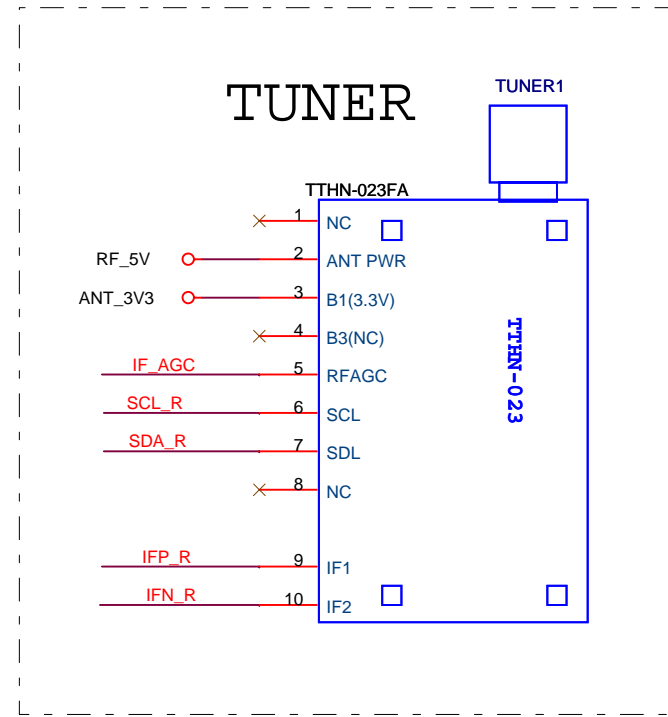 TUNER
TUNER1
TTHN-023FA
1 NC
RF_5V 2 ANT PWR
ANT_3V3 3 B1(3.3V)
4 B3(NC)
IF_AGC 5 RFAGC
SCL_R 6 SCL
SDA_R 7 SDL
8 NC
IFP_R 9 IF1
IFN_R 10 IF2
TTHN-023